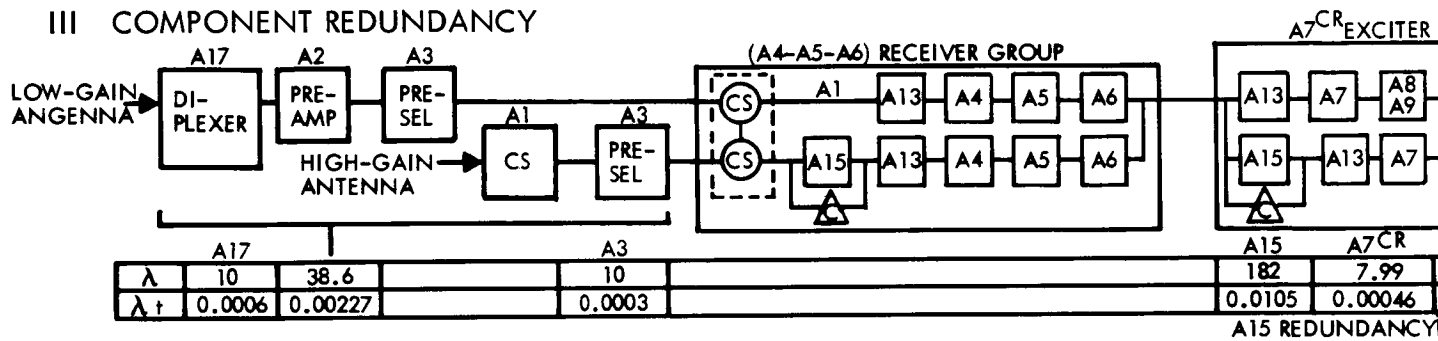 III COMPONENT REDUNDANCY
A7CR EXCITER
A17 A2 A3 (A4-A5-A6) RECEIVER GROUP
LOW-GAIN ANGENNA
DI-PLEXER
PRE-AMP
PRE-SEL
CS A1 A13 A4 A5 A6
A13 A7 A8 A9
HIGH-GAIN ANTENNA
A1
CS
A3
PRE-SEL
CS A15 A13 A4 A5 A6
C
A15 A13 A7
C
A17 A3 A15 A7CR
λ 10 38.6 10 182 7.99
λt 0.0006 0.00227 0.0003 0.0105 0.00046
A15 REDUNDANCY